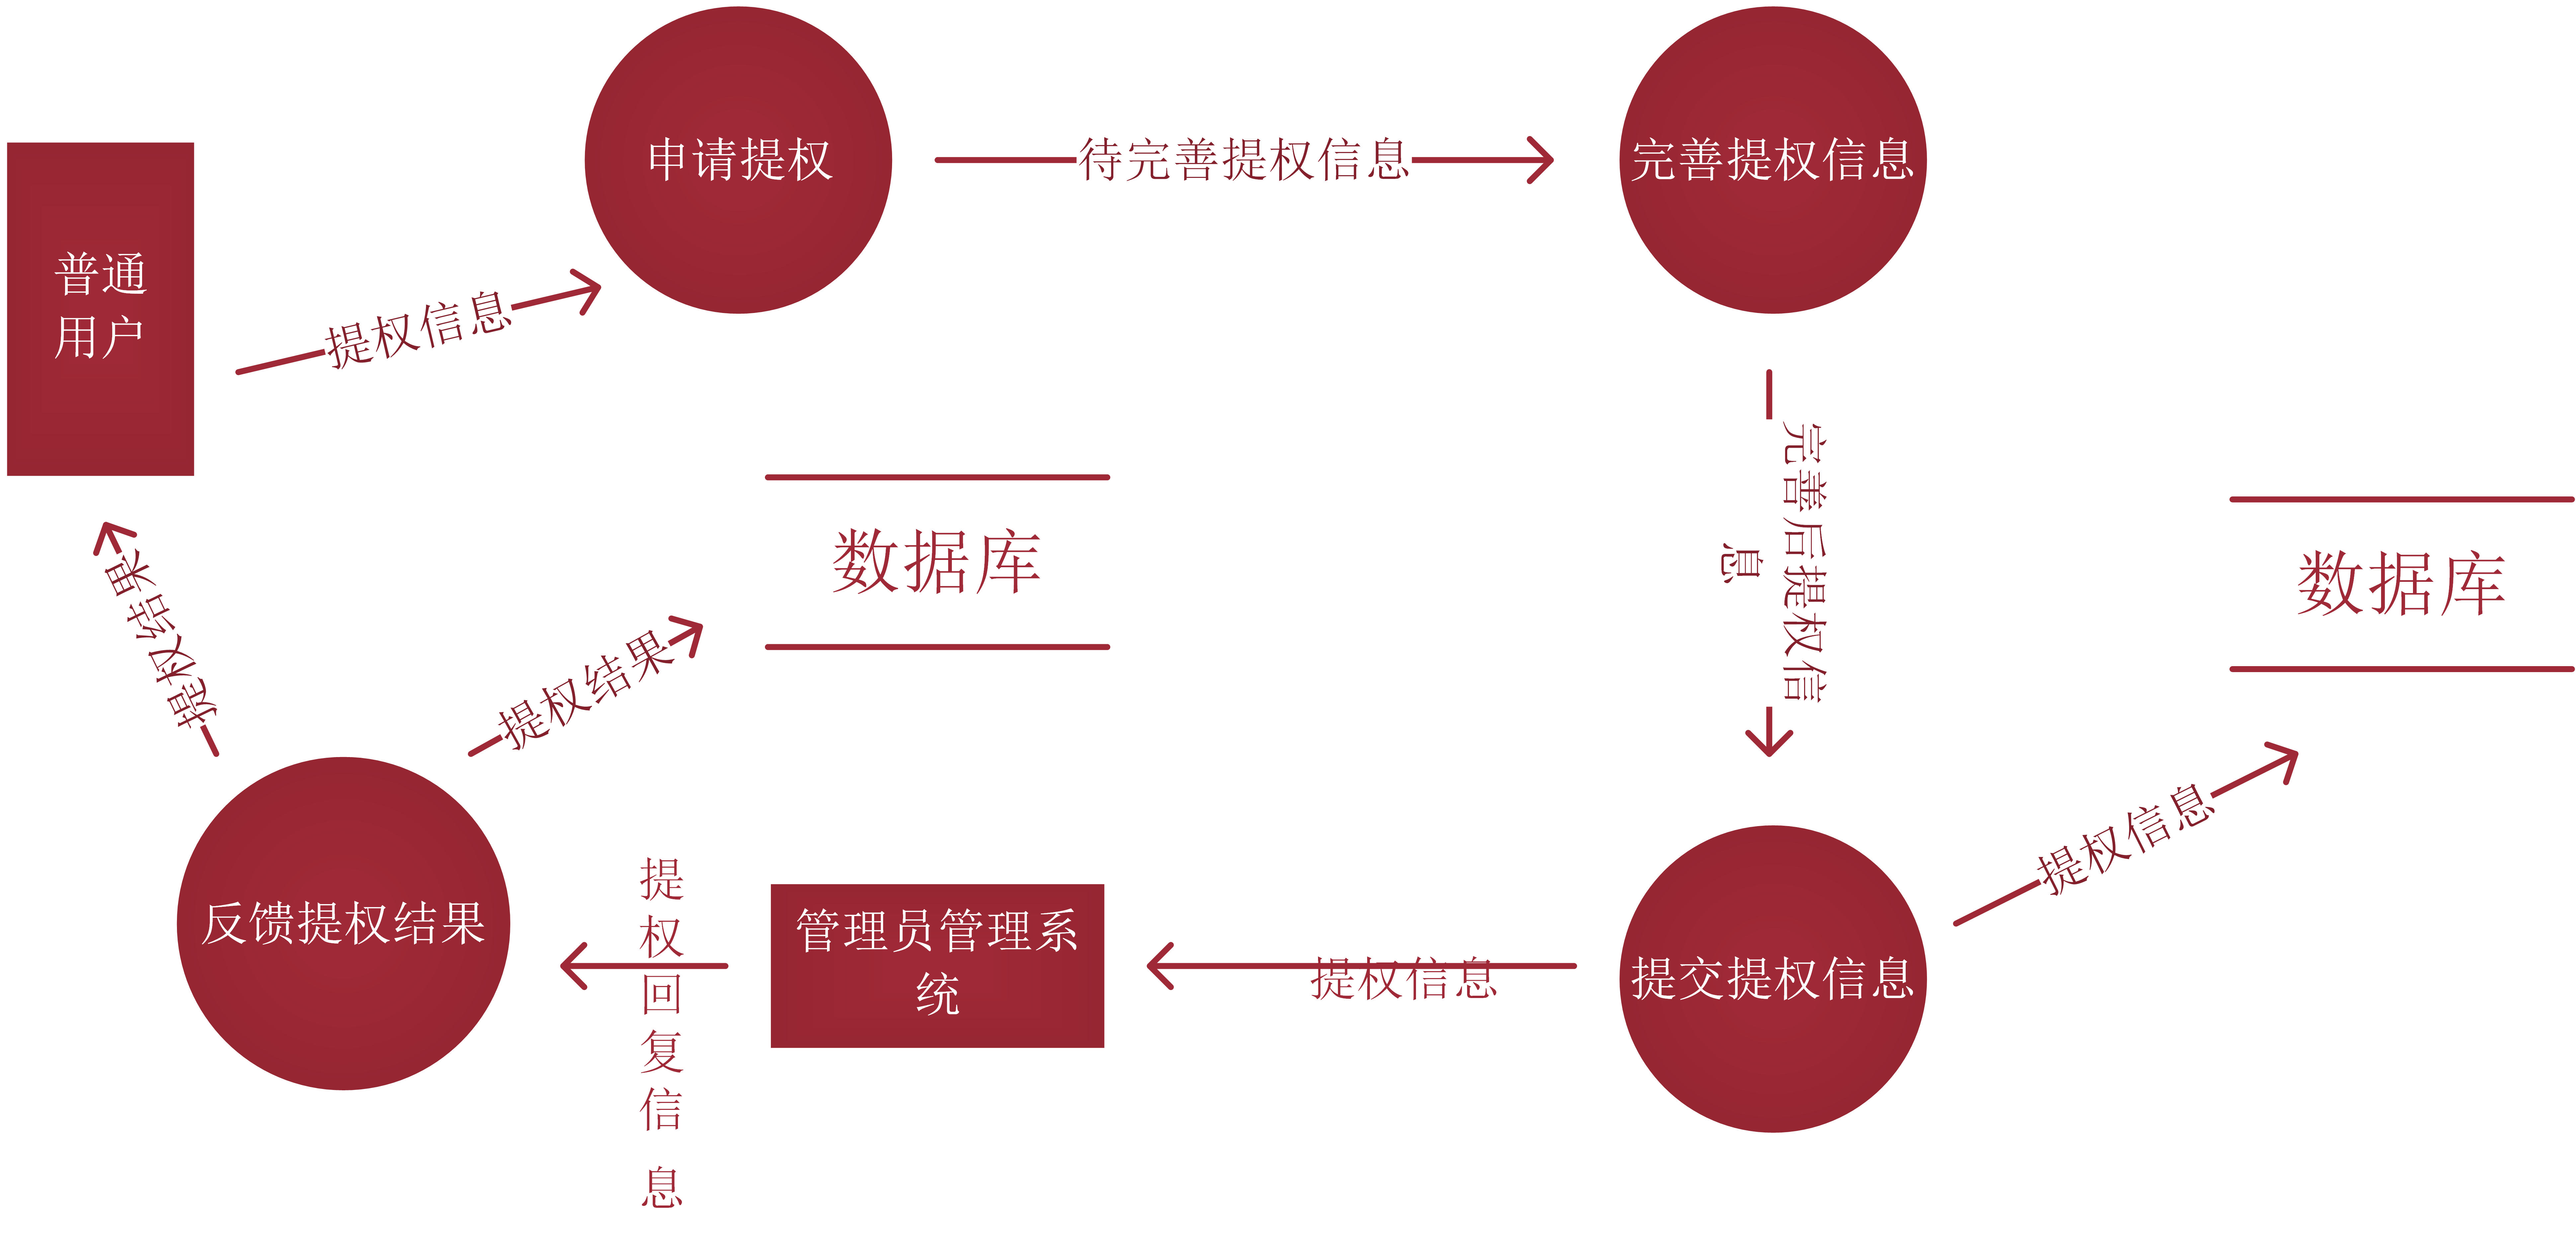 申请提权
待完善提权信息
完善提权信息
普通
用户
提权信息
完善后提权信
息
数据库
数据库
提权结果
提权结果
提权信息
反馈提权结果
提
权
回
复
信
息
管理员管理系
统
提权信息
提交提权信息